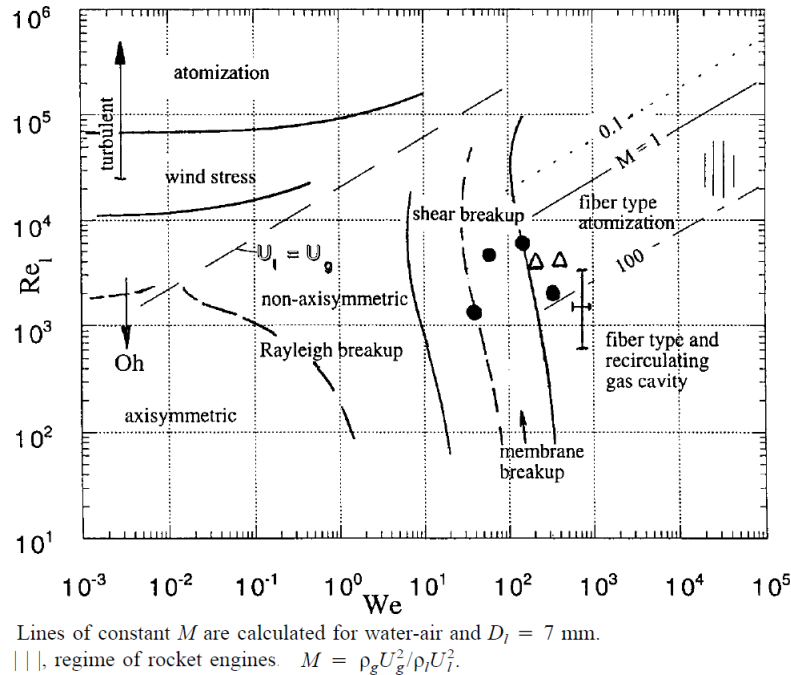 10^6
atomization
turbulent
10^5
0.1
M = 1
wind stress
fiber type
atomization
shear breakup
10^4
U_l = U_g
100
Re_l
non-axisymmetric
10^3
Oh
Rayleigh breakup
fiber type and
recirculating
gas cavity
axisymmetric
10^2
membrane
breakup
10^1
10^-3 10^-2 10^-1 10^0 10^1 10^2 10^3 10^4 10^5
We
Lines of constant M are calculated for water-air and D_l = 7 mm.
| | |, regime of rocket engines. M = ρ_gU_g^2/ρ_lU_l^2.